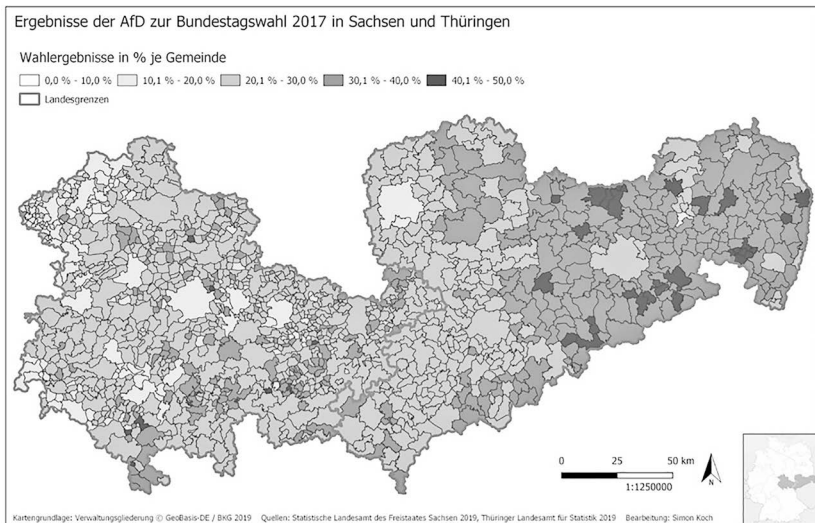 Ergebnisse der AfD zur Bundestagswahl 2017 in Sachsen und Thüringen
Wahlergebnisse in % je Gemeinde
0,0 % - 10,0 % 10,1 % - 20,0 % 20,1 % - 30,0 % 30,1 % - 40,0 % 40,1 % - 50,0 %
Landesgrenzen
0 25 50 km
1:1250000
N
Kartengrundlage: Verwaltungsgliederung © GeoBasis-DE / BKG 2019 Quellen: Statistische Landesamt des Freistaates Sachsen 2019, Thüringer Landesamt für Statistik 2019 Bearbeitung: Simon Koch